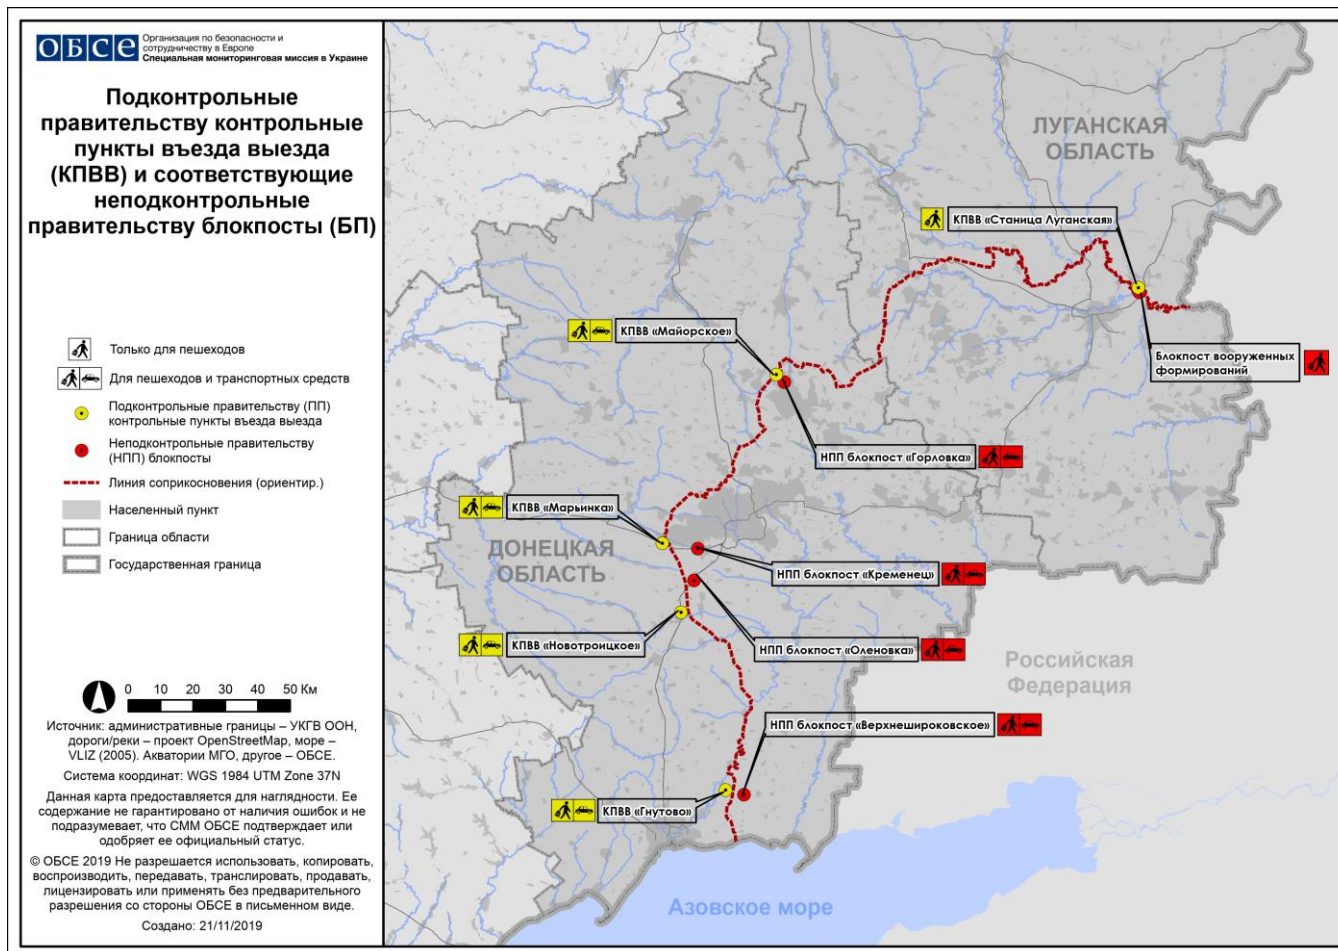 ОБСЕ
Организация по безопасности и
сотрудничеству в Европе
Специальная мониторинговая миссия в Украине
Подконтрольные
правительству контрольные
пункты въезда выезда
(КПВВ) и соответствующие
неподконтрольные
правительству блокпосты (БП)
Только для пешеходов
Для пешеходов и транспортных средств
Подконтрольные правительству (ПП)
контрольные пункты въезда выезда
Неподконтрольные правительству
(НПП) блокпосты
Линия соприкосновения (ориентир.)
Населенный пункт
Граница области
Государственная граница
0 10 20 30 40 50 Км
Источник: административные границы – УКГВ ООН,
дороги/реки – проект OpenStreetMap, море –
VLIZ (2005). Акватории МГО, другое – ОБСЕ.
Система координат: WGS 1984 UTM Zone 37N
Данная карта предоставляется для наглядности. Ее
содержание не гарантировано от наличия ошибок и не
подразумевает, что СММ ОБСЕ подтверждает или
одобряет ее официальный статус.
© ОБСЕ 2019 Не разрешается использовать, копировать,
воспроизводить, передавать, транслировать, продавать,
лицензировать или применять без предварительного
разрешения со стороны ОБСЕ в письменном виде.
Создано: 21/11/2019
ЛУГАНСКАЯ
ОБЛАСТЬ
КПВВ «Станица Луганская»
КПВВ «Майорское»
Блокпост вооруженных
формирований
НПП блокпост «Горловка»
КПВВ «Марьинка»
ДОНЕЦКАЯ
ОБЛАСТЬ
НПП блокпост «Кременец»
КПВВ «Новотроицкое»
НПП блокпост «Оленовка»
Российская
Федерация
НПП блокпост «Верхнешироковское»
КПВВ «Гнутово»
Азовское море